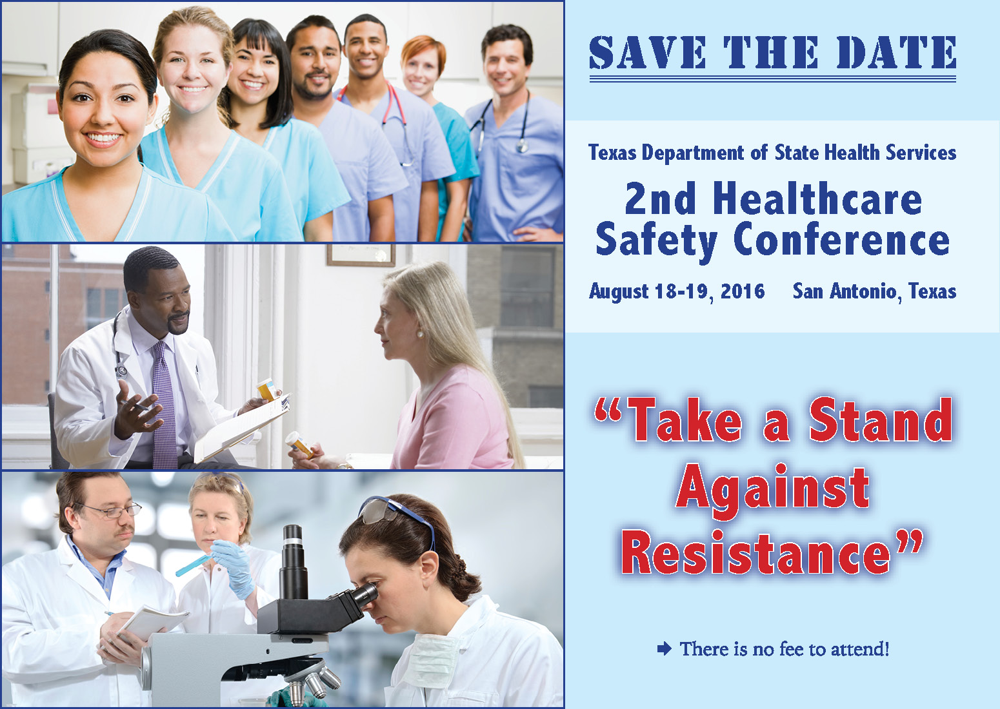 SAVE THE DATE
Texas Department of State Health Services
2nd Healthcare
Safety Conference
August 18-19, 2016 San Antonio, Texas
“Take a Stand
Against
Resistance”
➡ There is no fee to attend!